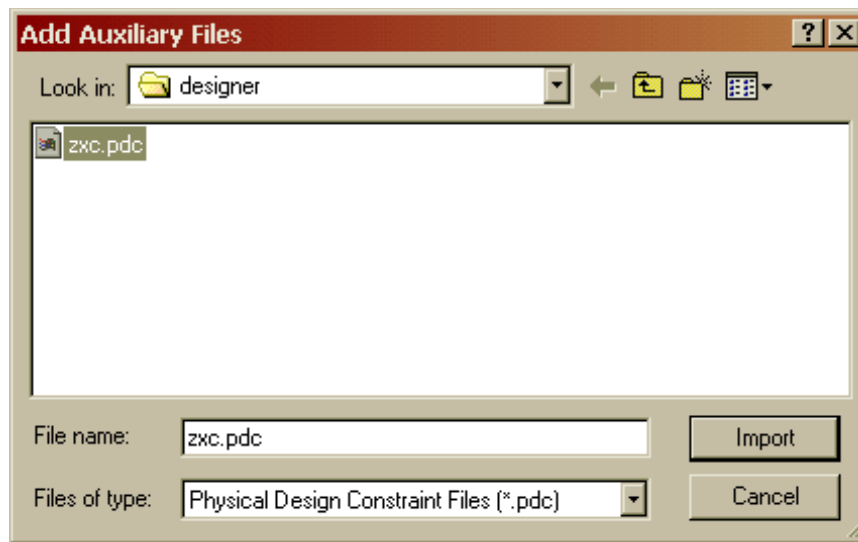 Add Auxiliary Files
Look in: designer
zxc.pdc
File name: zxc.pdc Import
Files of type: Physical Design Constraint Files (*.pdc) Cancel